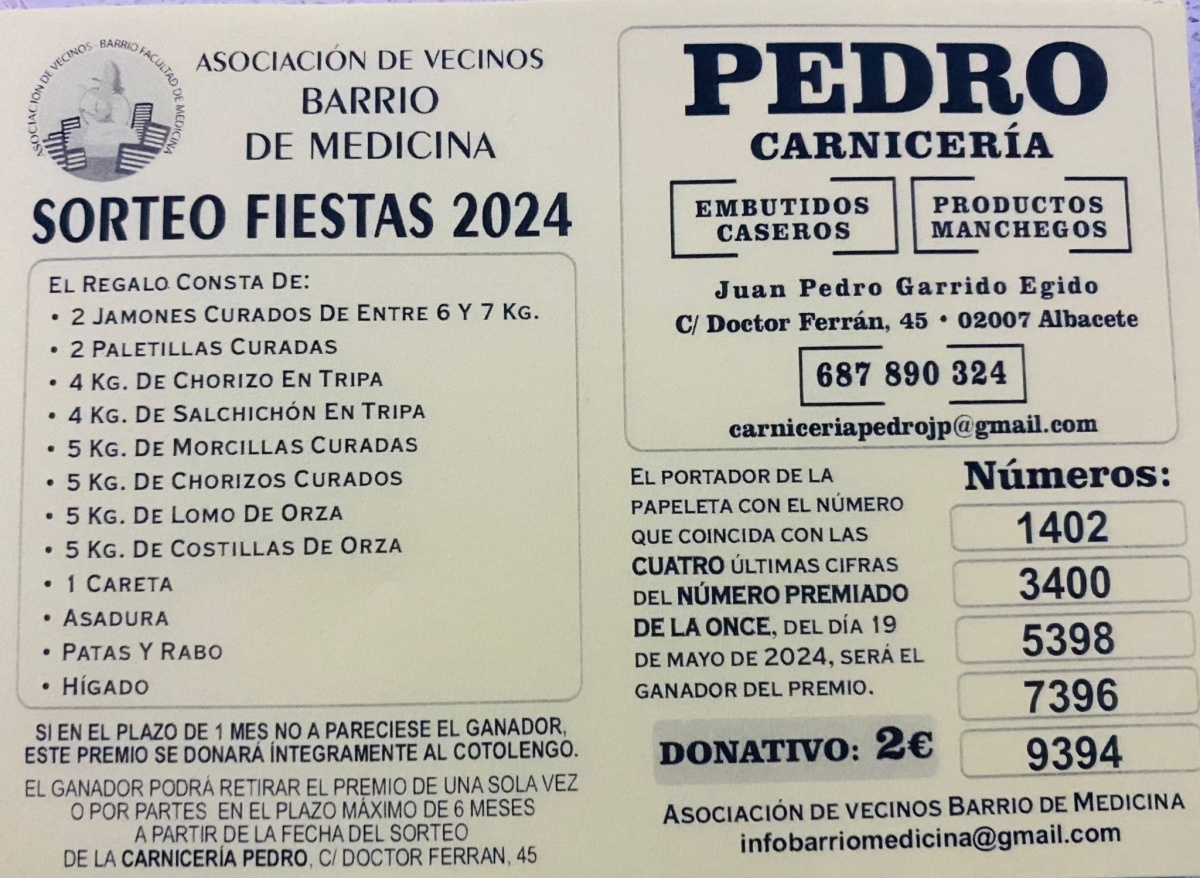 ASOCIACIÓN DE VECINOS - BARRIO FACULTAD DE MEDICINA
ASOCIACIÓN DE VECINOS
BARRIO
DE MEDICINA
SORTEO FIESTAS 2024
EL REGALO CONSTA DE:
• 2 JAMONES CURADOS DE ENTRE 6 Y 7 KG.
• 2 PALETILLAS CURADAS
• 4 KG. DE CHORIZO EN TRIPA
• 4 KG. DE SALCHICHÓN EN TRIPA
• 5 KG. DE MORCILLAS CURADAS
• 5 KG. DE CHORIZOS CURADOS
• 5 KG. DE LOMO DE ORZA
• 5 KG. DE COSTILLAS DE ORZA
• 1 CARETA
• ASADURA
• PATAS Y RABO
• HÍGADO
SI EN EL PLAZO DE 1 MES NO A PARECIESE EL GANADOR,
ESTE PREMIO SE DONARÁ ÍNTEGRAMENTE AL COTOLENGO.
EL GANADOR PODRÁ RETIRAR EL PREMIO DE UNA SOLA VEZ
O POR PARTES EN EL PLAZO MÁXIMO DE 6 MESES
A PARTIR DE LA FECHA DEL SORTEO
DE LA CARNICERÍA PEDRO, C/ DOCTOR FERRAN, 45
PEDRO
CARNICERÍA
EMBUTIDOS
CASEROS
PRODUCTOS
MANCHEGOS
Juan Pedro Garrido Egido
C/ Doctor Ferrán, 45 • 02007 Albacete
687 890 324
carniceriapedrojp@gmail.com
EL PORTADOR DE LA
PAPELETA CON EL NÚMERO
QUE COINCIDA CON LAS
CUATRO ÚLTIMAS CIFRAS
DEL NÚMERO PREMIADO
DE LA ONCE, DEL DÍA 19
DE MAYO DE 2024, SERÁ EL
GANADOR DEL PREMIO.
Números:
1402
3400
5398
7396
9394
DONATIVO: 2€
ASOCIACIÓN DE VECINOS BARRIO DE MEDICINA
infobarriomedicina@gmail.com